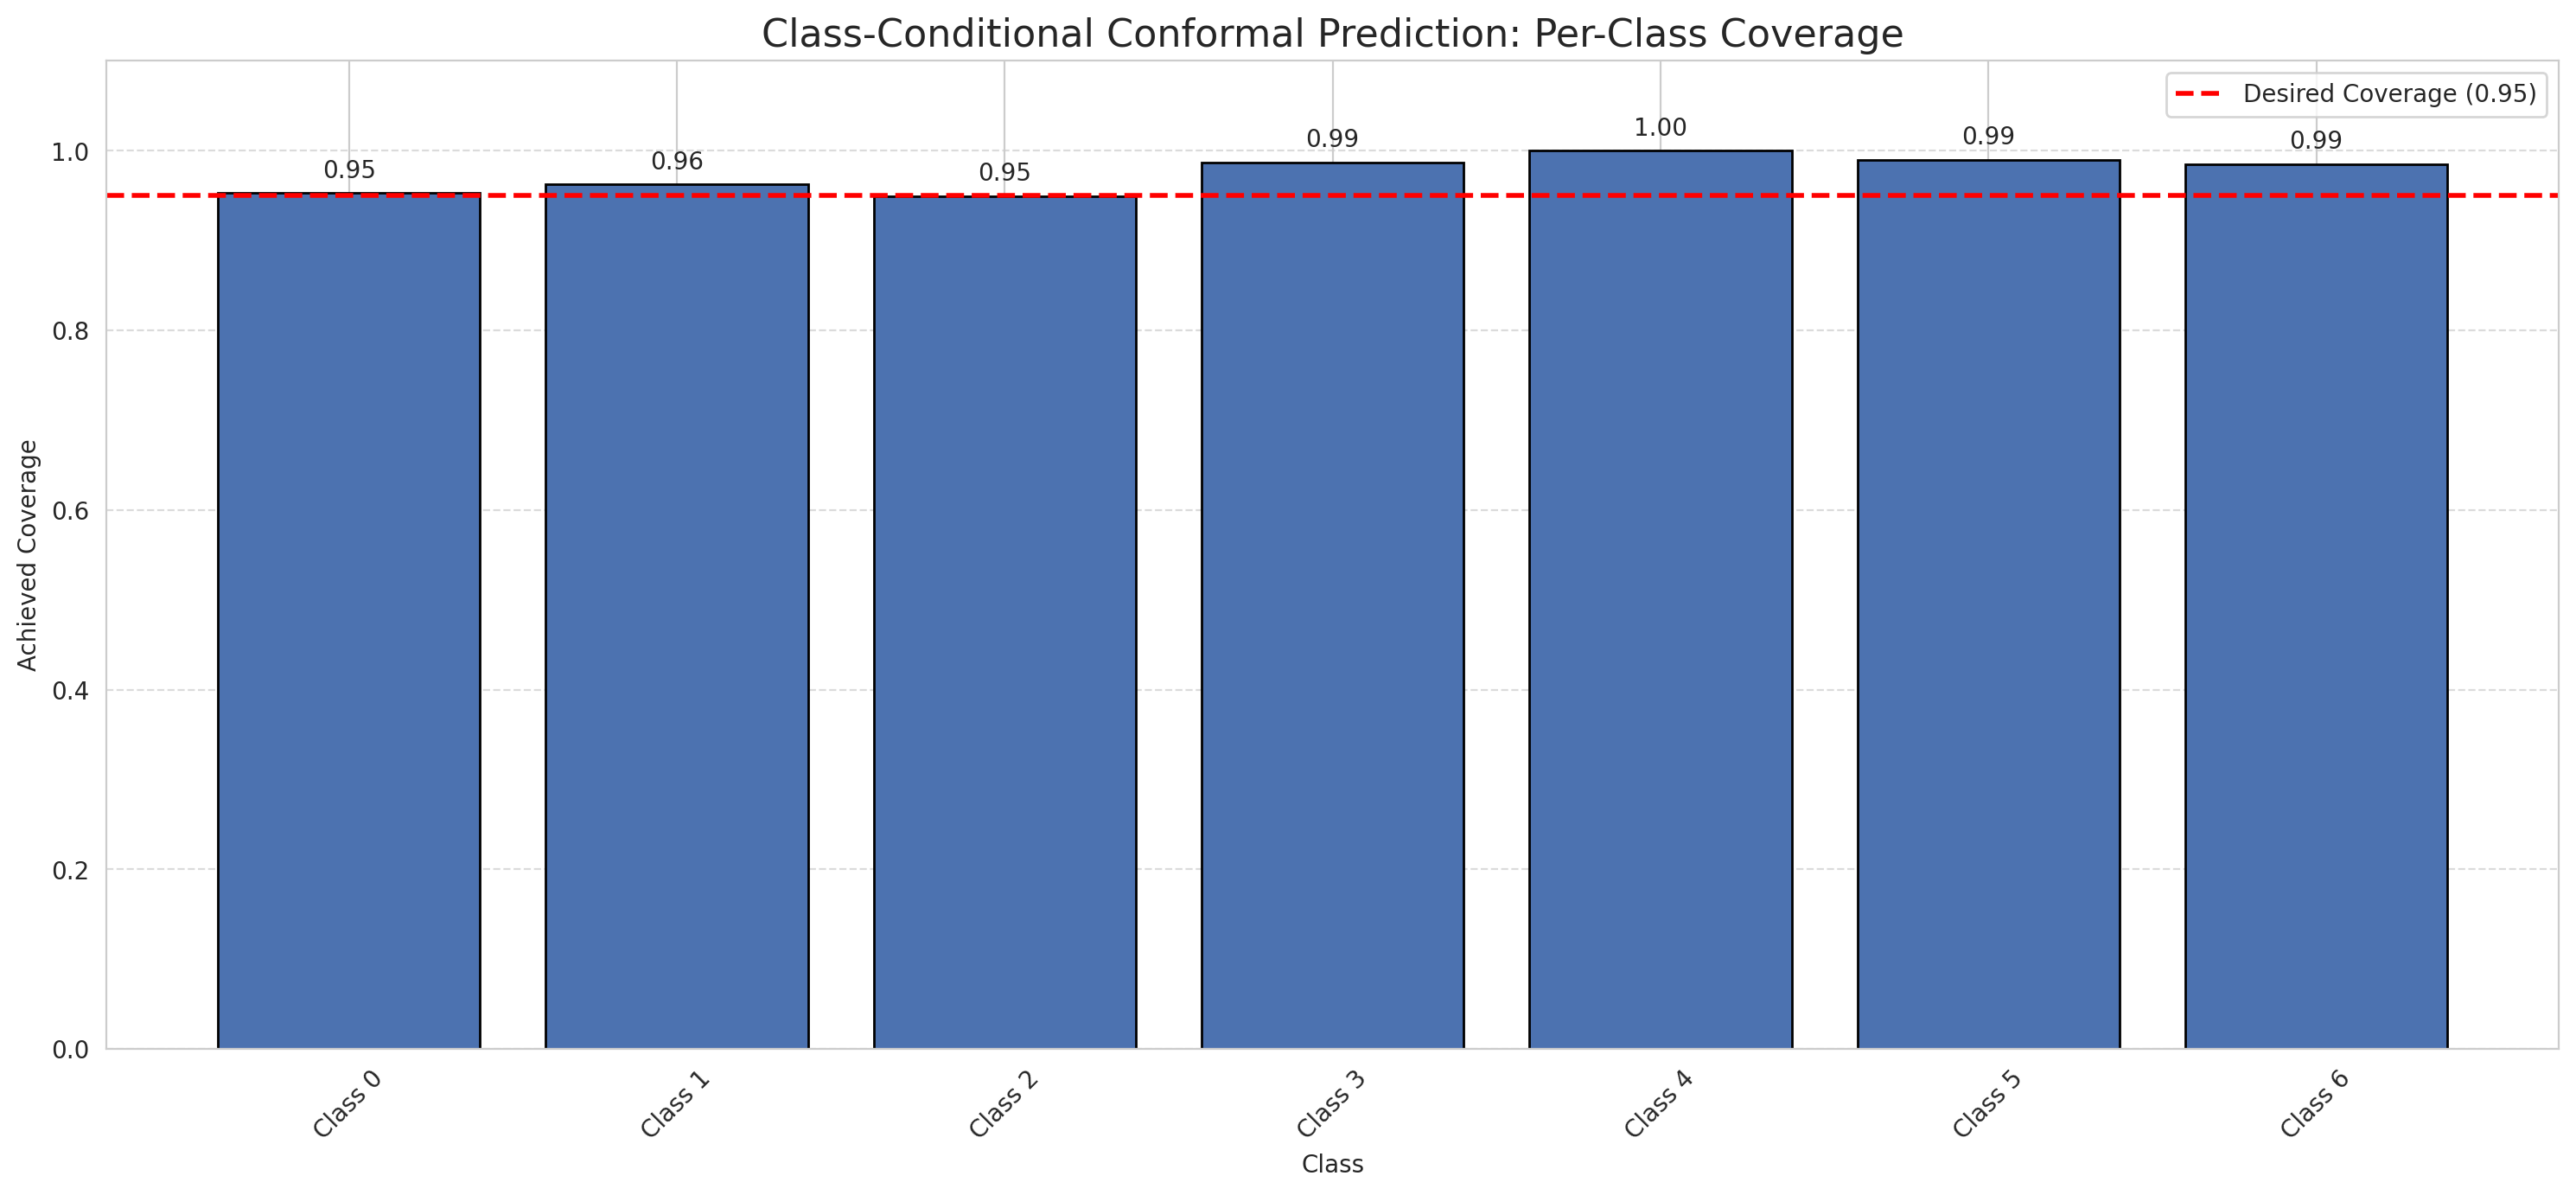 Class-Conditional Conformal Prediction: Per-Class Coverage
Desired Coverage (0.95)
Achieved Coverage
1.0
0.8
0.6
0.4
0.2
0.0
0.95
0.96
0.95
0.99
1.00
0.99
0.99
Class 0
Class 1
Class 2
Class 3
Class 4
Class 5
Class 6
Class